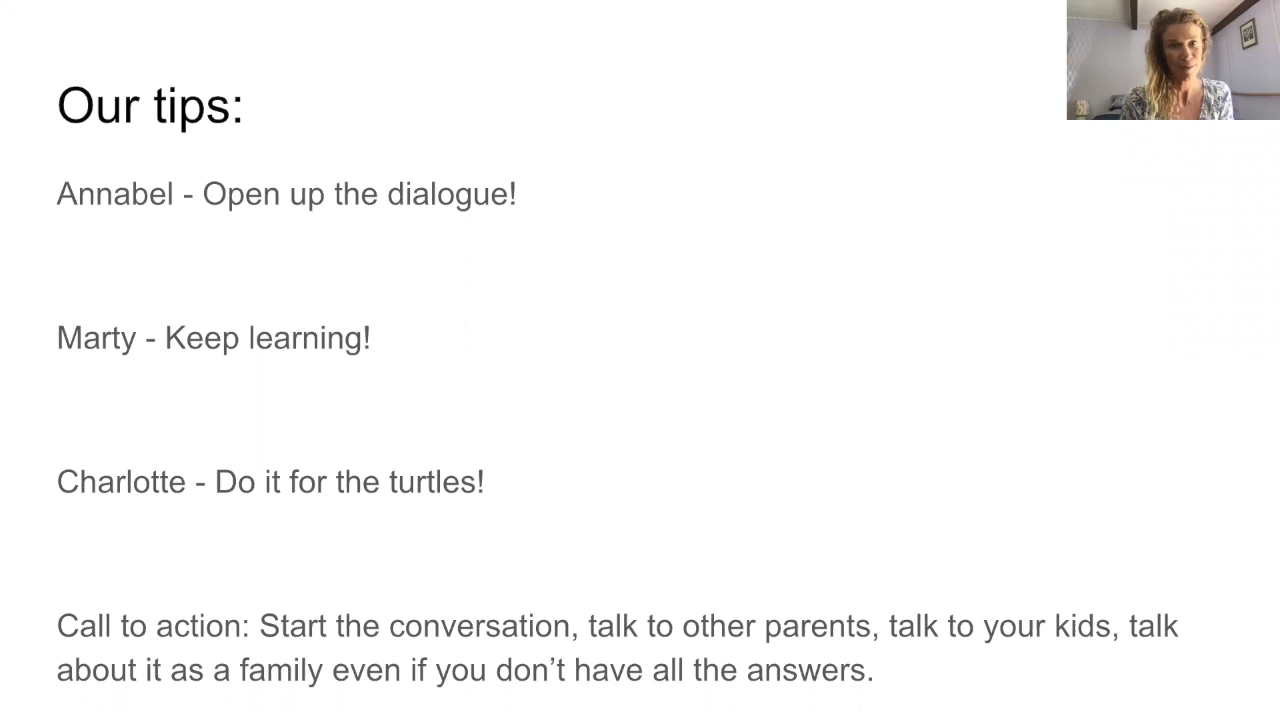 Our tips:
Annabel - Open up the dialogue!
Marty - Keep learning!
Charlotte - Do it for the turtles!
Call to action: Start the conversation, talk to other parents, talk to your kids, talk
about it as a family even if you don’t have all the answers.